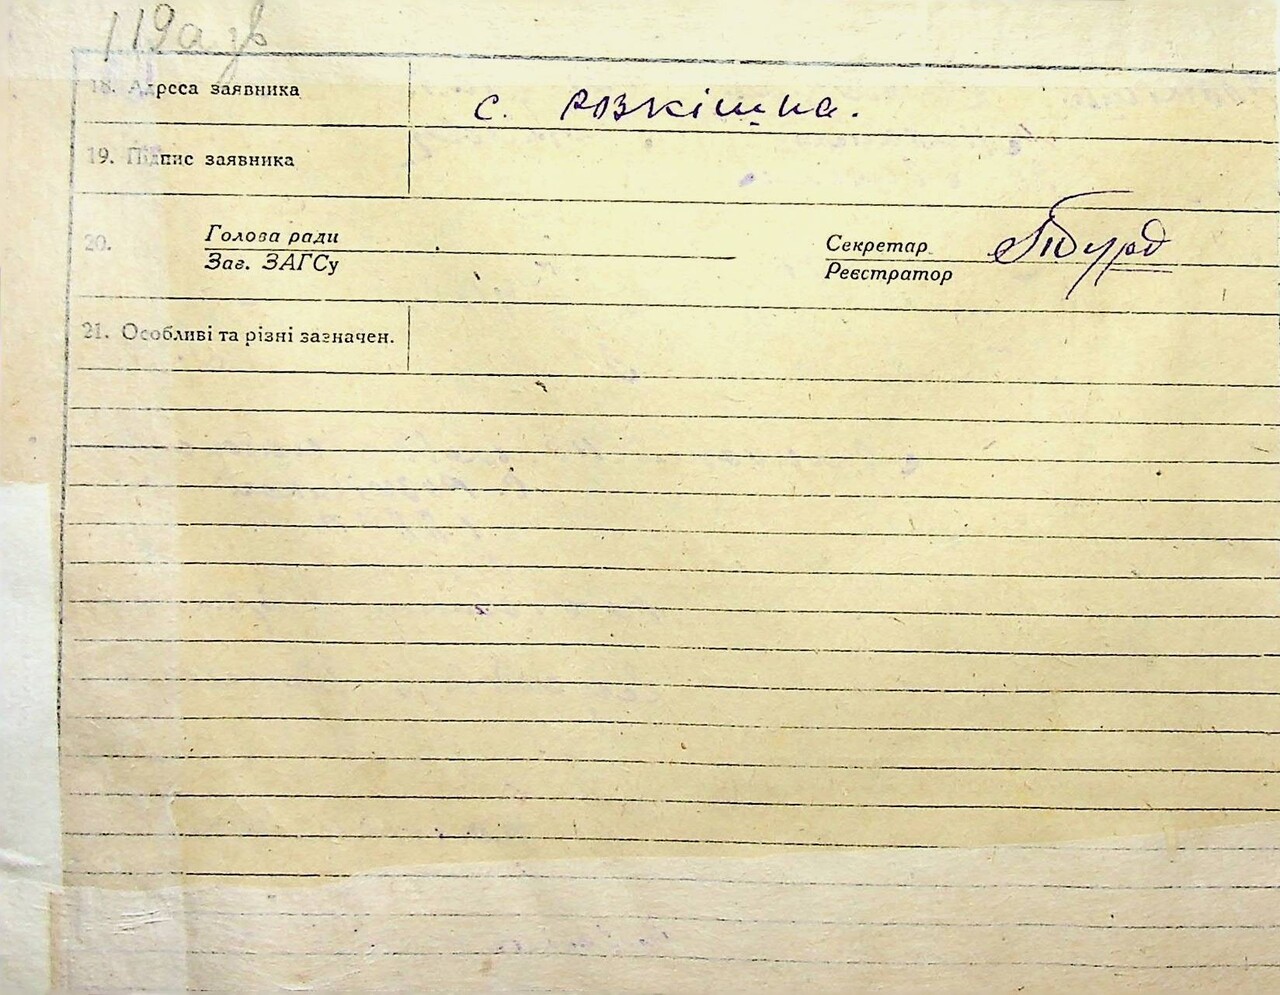 119а зв
18. Адреса заявника с. Розкішна.
19. Підпис заявника
20. Голова ради
Заг. ЗАГСу
Секретар
Реєстратор
21. Особливі та різні зазначен.